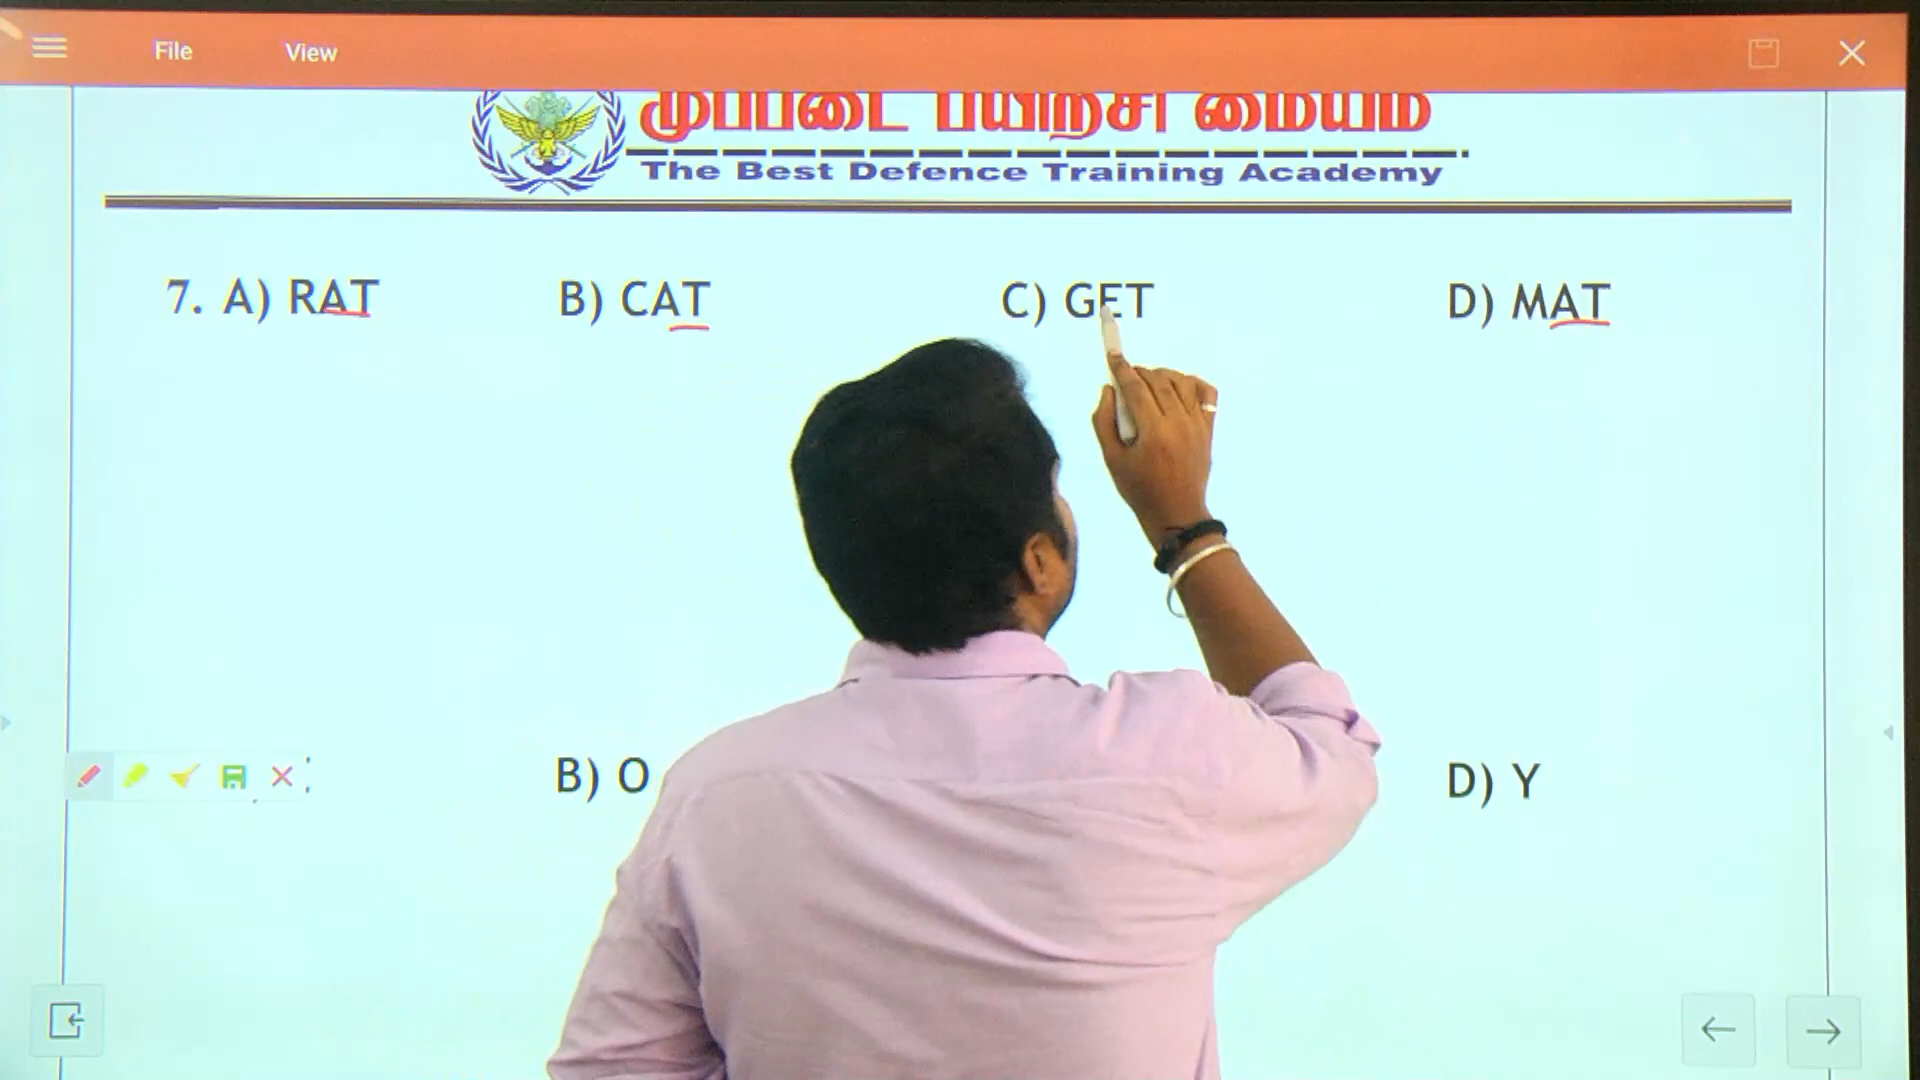 File View
முப்படை பயிற்சி மையம்
The Best Defence Training Academy
7. A) RAT B) CAT C) GET D) MAT
B) O D) Y